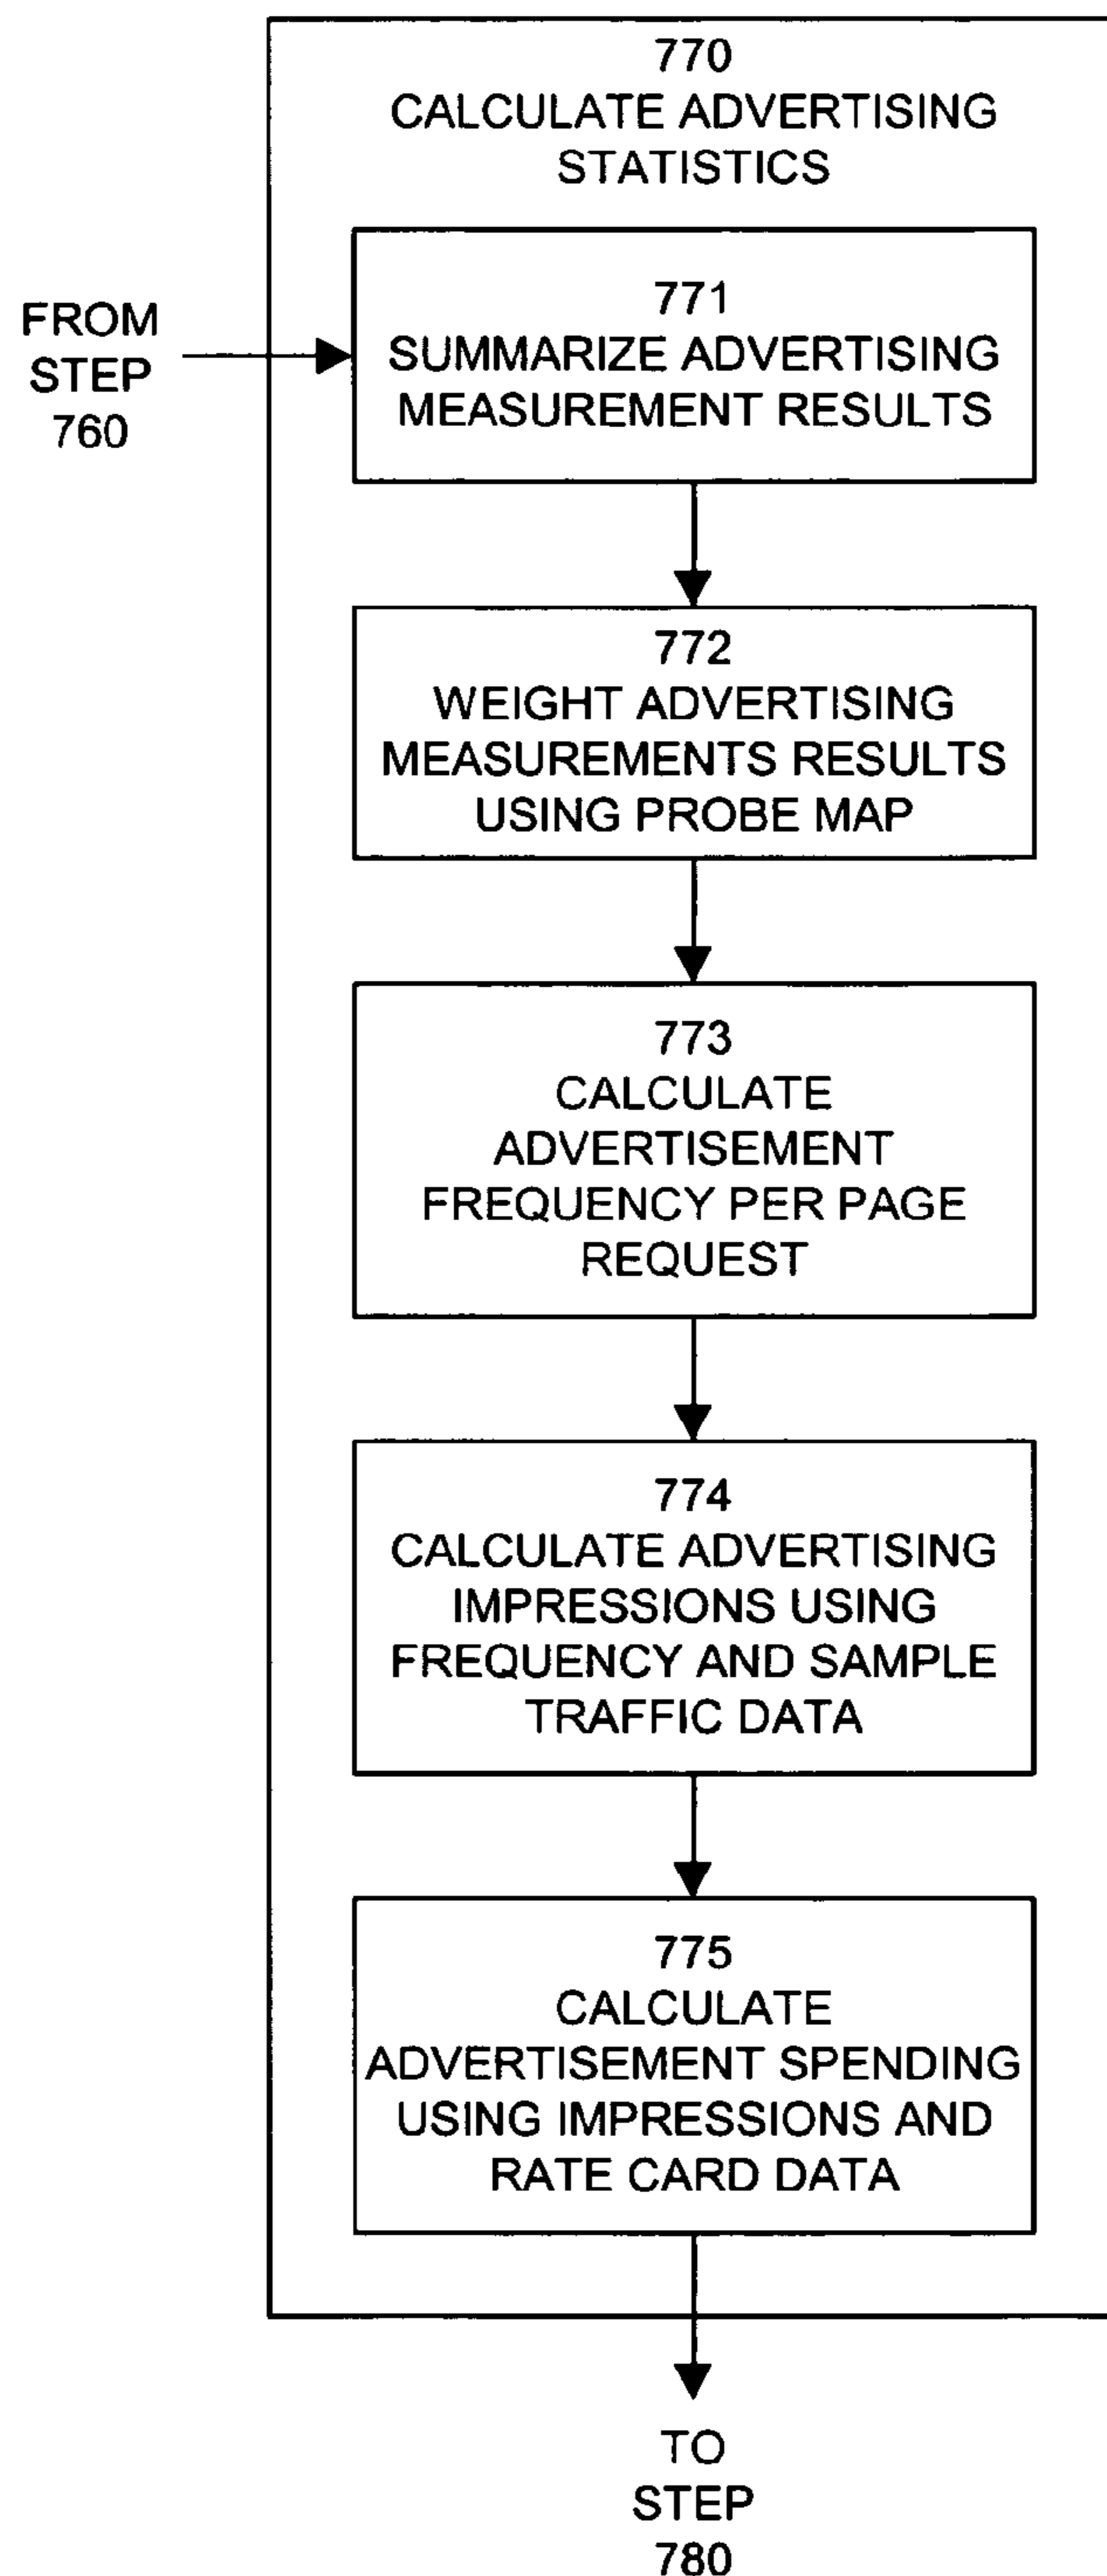 770
CALCULATE ADVERTISING
STATISTICS
FROM
STEP
760
771
SUMMARIZE ADVERTISING
MEASUREMENT RESULTS
772
WEIGHT ADVERTISING
MEASUREMENTS RESULTS
USING PROBE MAP
773
CALCULATE
ADVERTISEMENT
FREQUENCY PER PAGE
REQUEST
774
CALCULATE ADVERTISING
IMPRESSIONS USING
FREQUENCY AND SAMPLE
TRAFFIC DATA
775
CALCULATE
ADVERTISEMENT SPENDING
USING IMPRESSIONS AND
RATE CARD DATA
TO
STEP
780